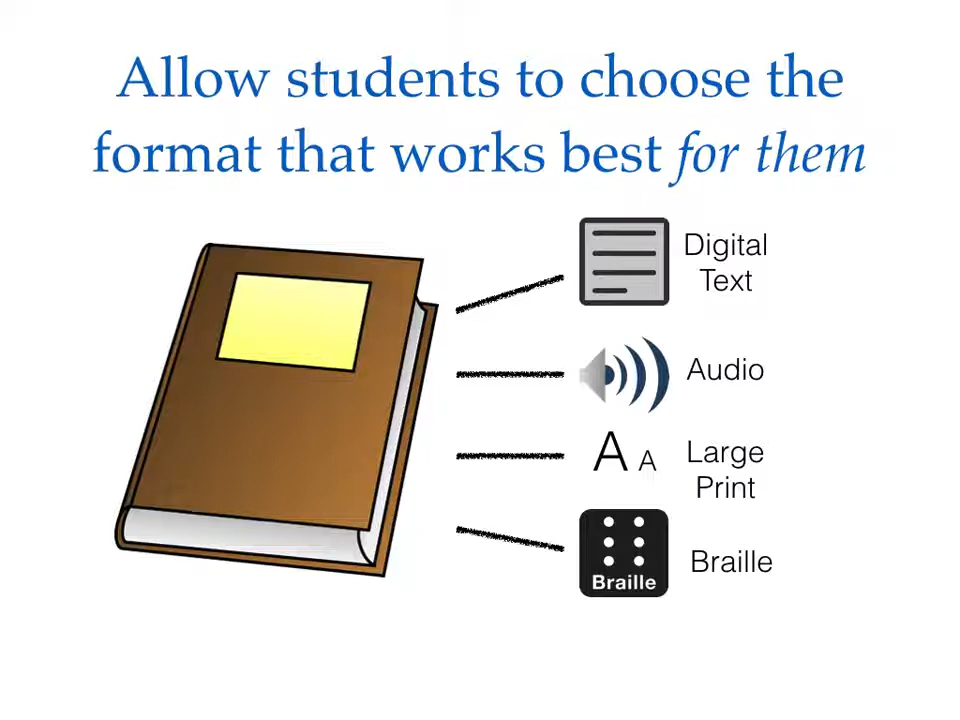 Allow students to choose the
format that works best for them
Digital
Text
Audio
A A
Large
Print
Braille
Braille